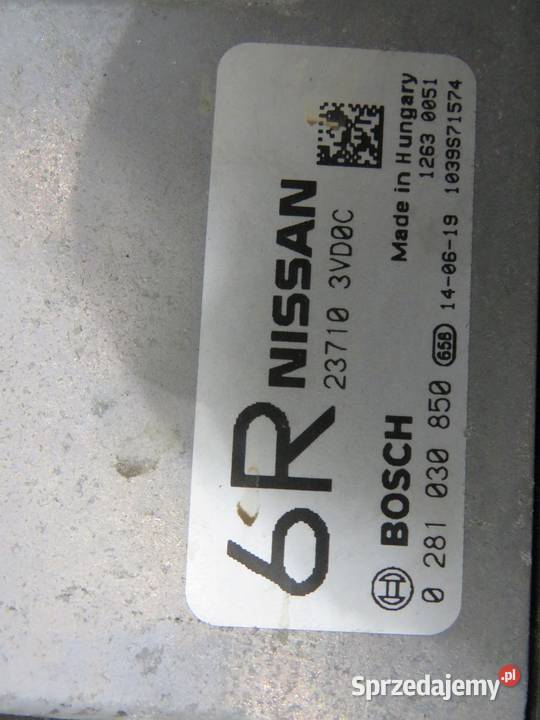 6R NISSAN
23710 3VD0C
BOSCH
0 281 030 850 658 14-06-19 1039S71574
Made in Hungary
1263 0051
Sprzedajemy.pl